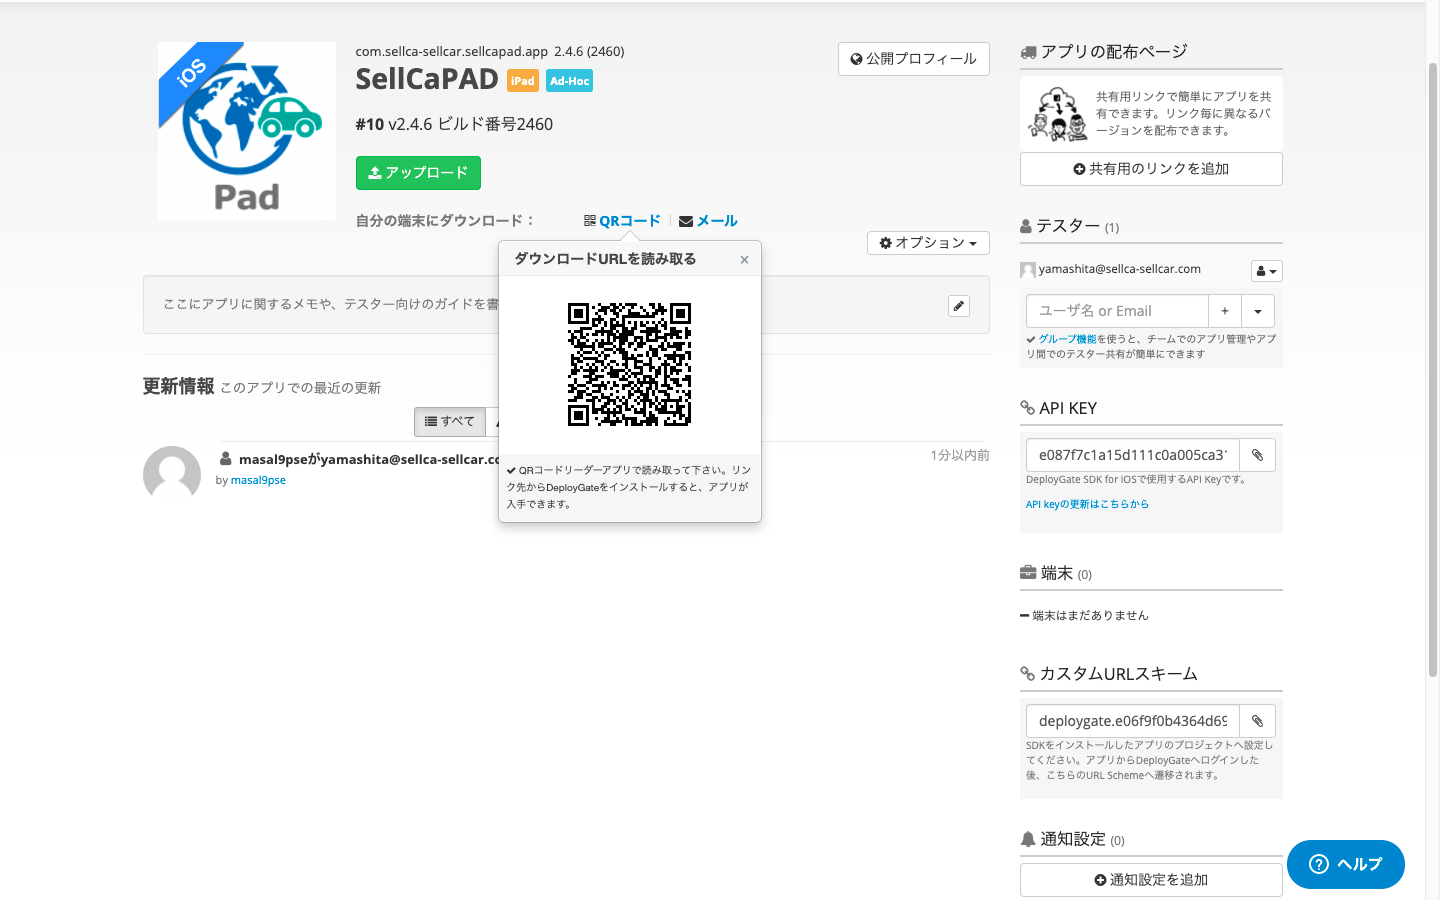 iOS
Pad
com.sellca-sellcar.sellcapad.app 2.4.6 (2460)
SellCaPAD iPad Ad-Hoc
#10 v2.4.6 ビルド番号2460
アップロード
自分の端末にダウンロード：
QRコード
メール
公開プロフィール
オプション
ダウンロードURLを読み取る
×
QRコードリーダーアプリで読み取って下さい。リン
ク先からDeployGateをインストールすると、アプリが
入手できます。
ここにアプリに関するメモや、テスター向けのガイドを書
更新情報 このアプリでの最近の更新
すべて
masal9pseがyamashita@sellca-sellcar.co
by masal9pse
1分以内前
アプリの配布ページ
共有用リンクで簡単にアプリを共
有できます。リンク毎に異なるバ
ージョンを配布できます。
共有用のリンクを追加
テスター (1)
yamashita@sellca-sellcar.com
ユーザ名 or Email
+
グループ機能を使うと、チームでのアプリ管理やアプ
リ間でのテスター共有が簡単にできます
API KEY
e087f7c1a15d111c0a005ca31
DeployGate SDK for iOSで使用するAPI Keyです。
API keyの更新はこちらから
端末 (0)
端末はまだありません
カスタムURLスキーム
deploygate.e06f9f0b4364d69
SDKをインストールしたアプリのプロジェクトへ設定し
てください。アプリからDeployGateへログインした
後、こちらのURL Schemeへ遷移されます。
通知設定 (0)
通知設定を追加
ヘルプ